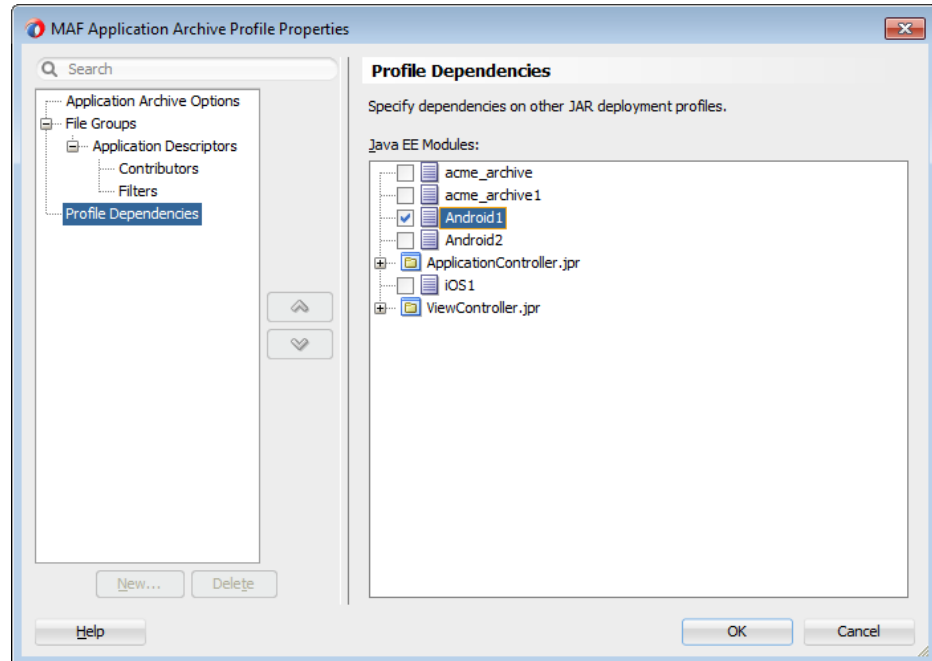 MAF Application Archive Profile Properties
Search
Application Archive Options
File Groups
Application Descriptors
Contributors
Filters
Profile Dependencies
New...
Delete
Profile Dependencies
Specify dependencies on other JAR deployment profiles.
Java EE Modules:
acme_archive
acme_archive1
Android1
Android2
ApplicationController.jpr
iOS1
ViewController.jpr
Help
OK
Cancel